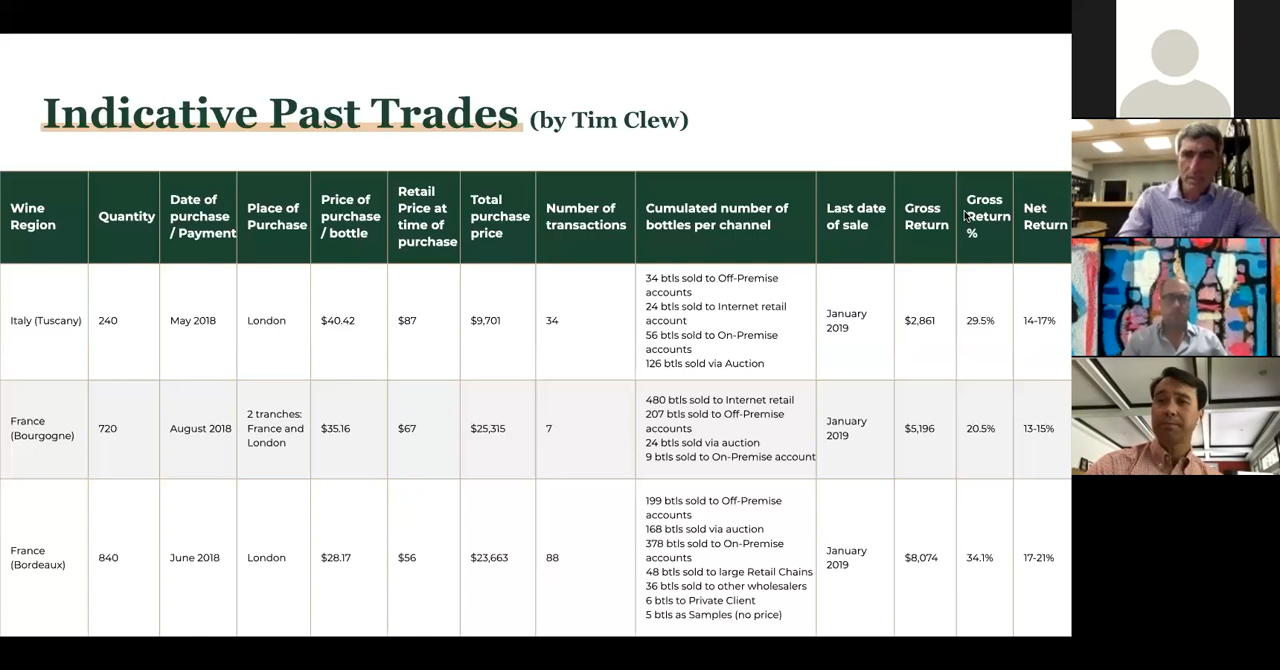 Indicative Past Trades (by Tim Clew)
Wine
Region
Quantity
Date of
purchase
/ Payment
Place of
Purchase
Price of
purchase
/ bottle
Retail
Price at
time of
purchase
Total
purchase
price
Number of
transactions
Cumulated number of
bottles per channel
Last date
of sale
Gross
Return
Gross
Return
%
Net
Return
Italy (Tuscany)
240
May 2018
London
$40.42
$87
$9,701
34
34 btls sold to Off-Premise
accounts
24 btls sold to Internet retail
account
56 btls sold to On-Premise
accounts
126 btls sold via Auction
January
2019
$2,861
29.5%
14-17%
France
(Bourgogne)
720
August 2018
2 tranches:
France and
London
$35.16
$67
$25,315
7
480 btls sold to Internet retail
207 btls sold to Off-Premise
accounts
24 btls sold via auction
9 btls sold to On-Premise account
January
2019
$5,196
20.5%
13-15%
France
(Bordeaux)
840
June 2018
London
$28.17
$56
$23,663
88
199 btls sold to Off-Premise
accounts
168 btls sold via auction
378 btls sold to On-Premise
accounts
48 btls sold to large Retail Chains
36 btls sold to other wholesalers
6 btls to Private Client
5 btls as Samples (no price)
January
2019
$8,074
34.1%
17-21%